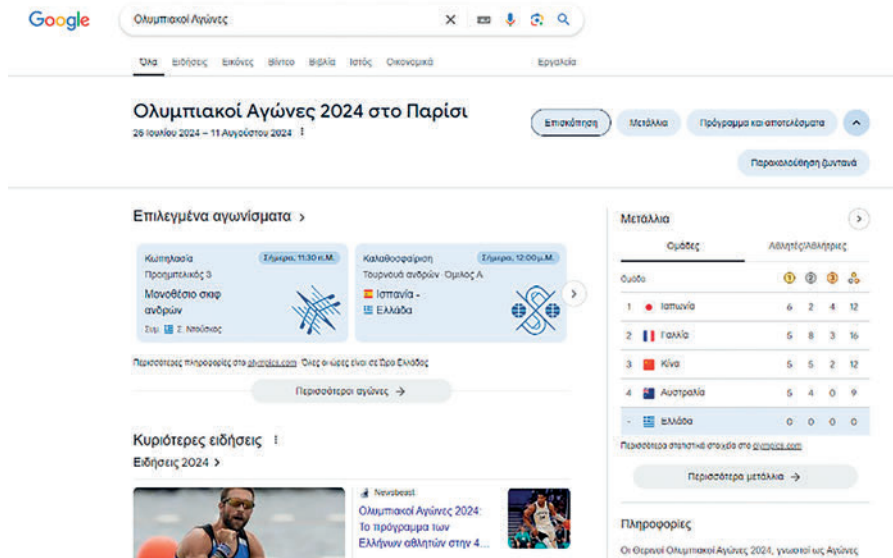 Google
Ολυμπιακοί Αγώνες
Όλα Ειδήσεις Εικόνες Βίντεο Βιβλία Ιστός Οικονομικά Εργαλεία
Ολυμπιακοί Αγώνες 2024 στο Παρίσι
26 Ιουλίου 2024 – 11 Αυγούστου 2024
Επισκόπηση Μετάλλια Πρόγραμμα και αποτελέσματα
Παρακολούθηση ζωντανά
Επιλεγμένα αγωνίσματα >
Κωπηλασία Σήμερα, 11:30 π.μ.
Προημιτελικός 3
Μονοθέσιο σκιφ
ανδρών
Συμ. Σ. Ντούσκος
Καλαθοσφαίριση Σήμερα, 12:00 μ.μ.
Τουρνουά ανδρών · Όμιλος Α
Ισπανία -
Ελλάδα
Περισσότερες πληροφορίες στο olympics.com · Όλες οι ώρες είναι σε Ώρα Ελλάδας
Περισσότεροι αγώνες →
Κυριότερες ειδήσεις
Ειδήσεις 2024 >
Newsbeast
Ολυμπιακοί Αγώνες 2024:
Το πρόγραμμα των
Ελλήνων αθλητών στην 4...
Μετάλλια
Ομάδες Αθλητές/Αθλήτριες
Ομάδα 1 2 3
1 Ιαπωνία 6 2 4 12
2 Γαλλία 5 8 3 16
3 Κίνα 5 5 2 12
4 Αυστραλία 5 4 0 9
- Ελλάδα 0 0 0 0
Περισσότερα στατιστικά στοιχεία στο olympics.com
Περισσότερα μετάλλια →
Πληροφορίες
Οι Θερινοί Ολυμπιακοί Αγώνες 2024, γνωστοί ως Αγώνες